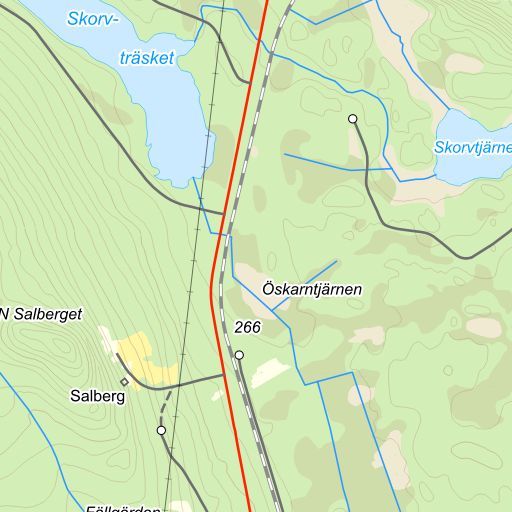 Skorv-
träsket
Skorvtjärne
Öskarntjärnen
N Salberget
266
Salberg